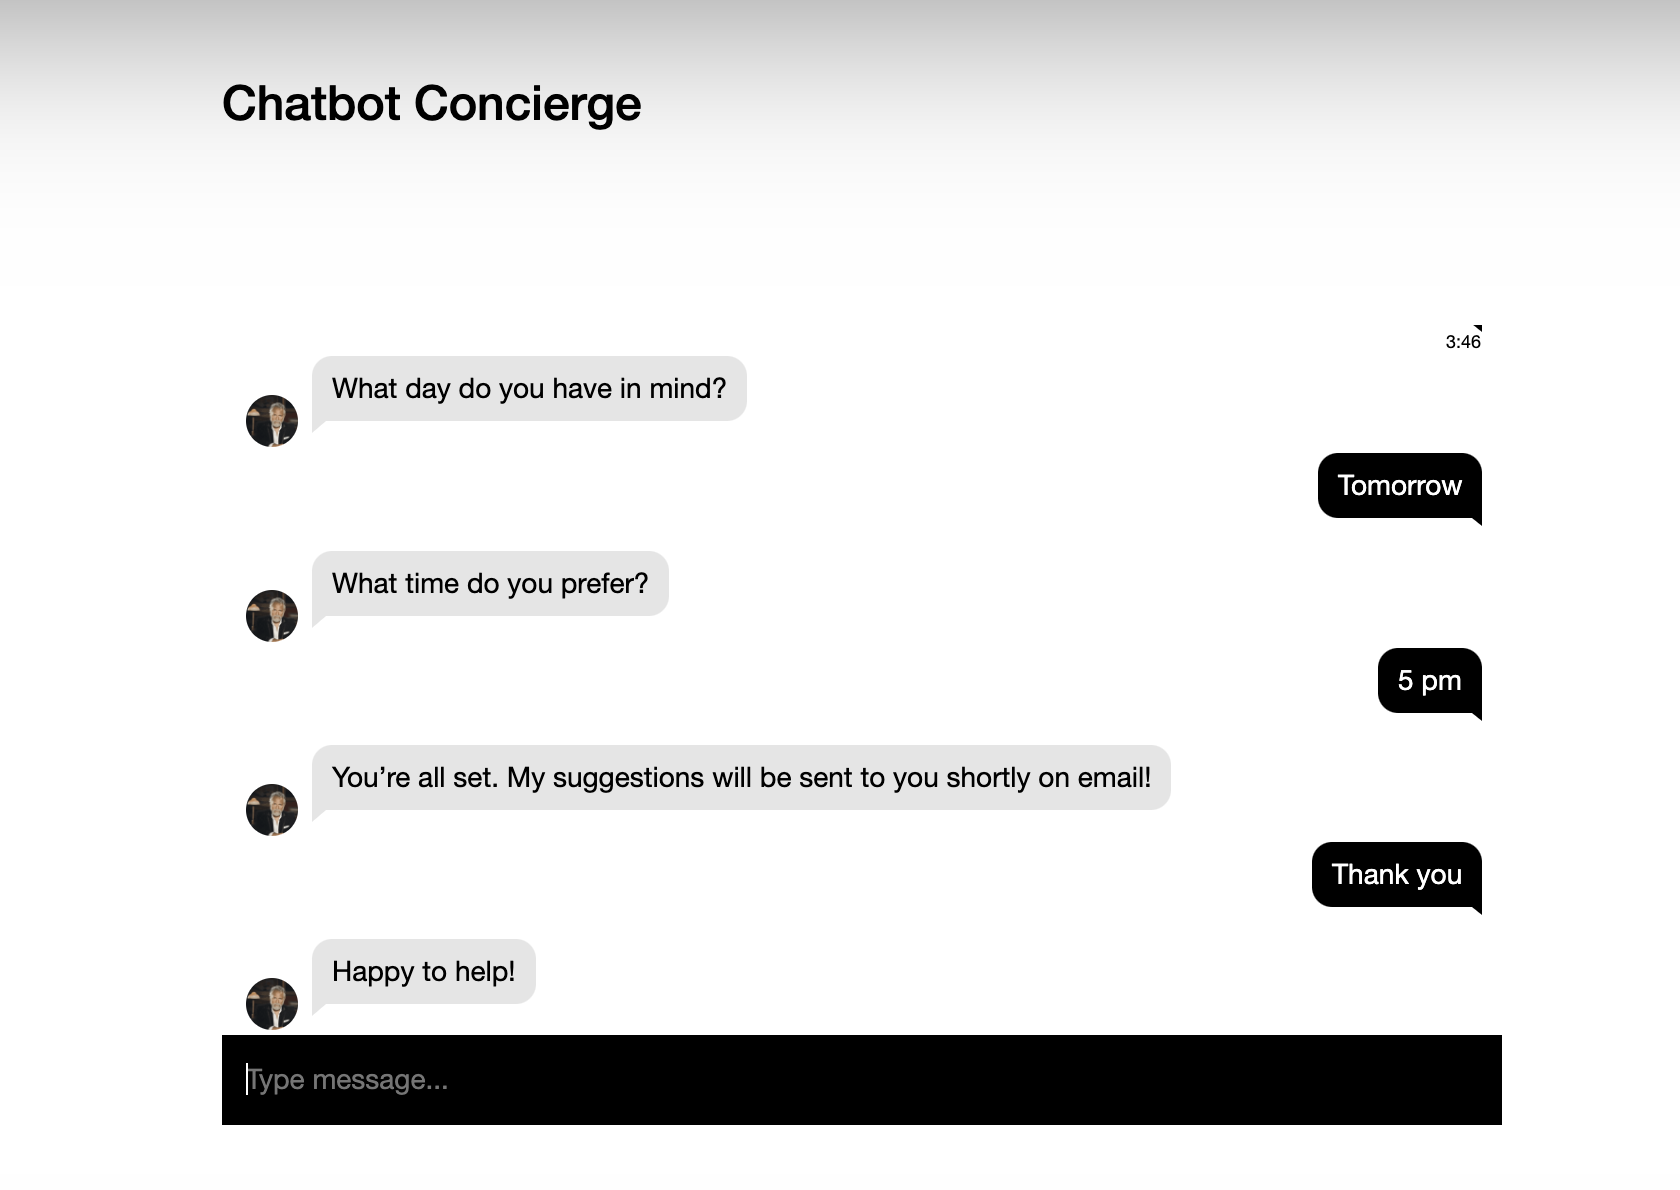 Chatbot Concierge
3:46
What day do you have in mind?
Tomorrow
What time do you prefer?
5 pm
You’re all set. My suggestions will be sent to you shortly on email!
Thank you
Happy to help!
Type message...